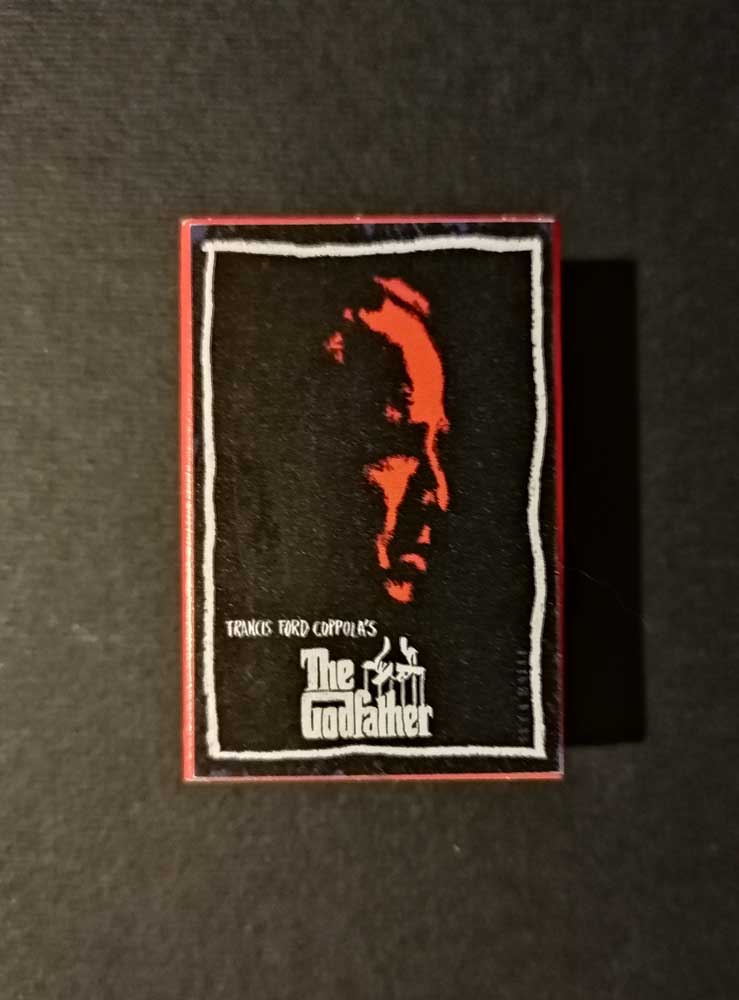 FRANCIS FORD COPPOLA'S
The
Godfather